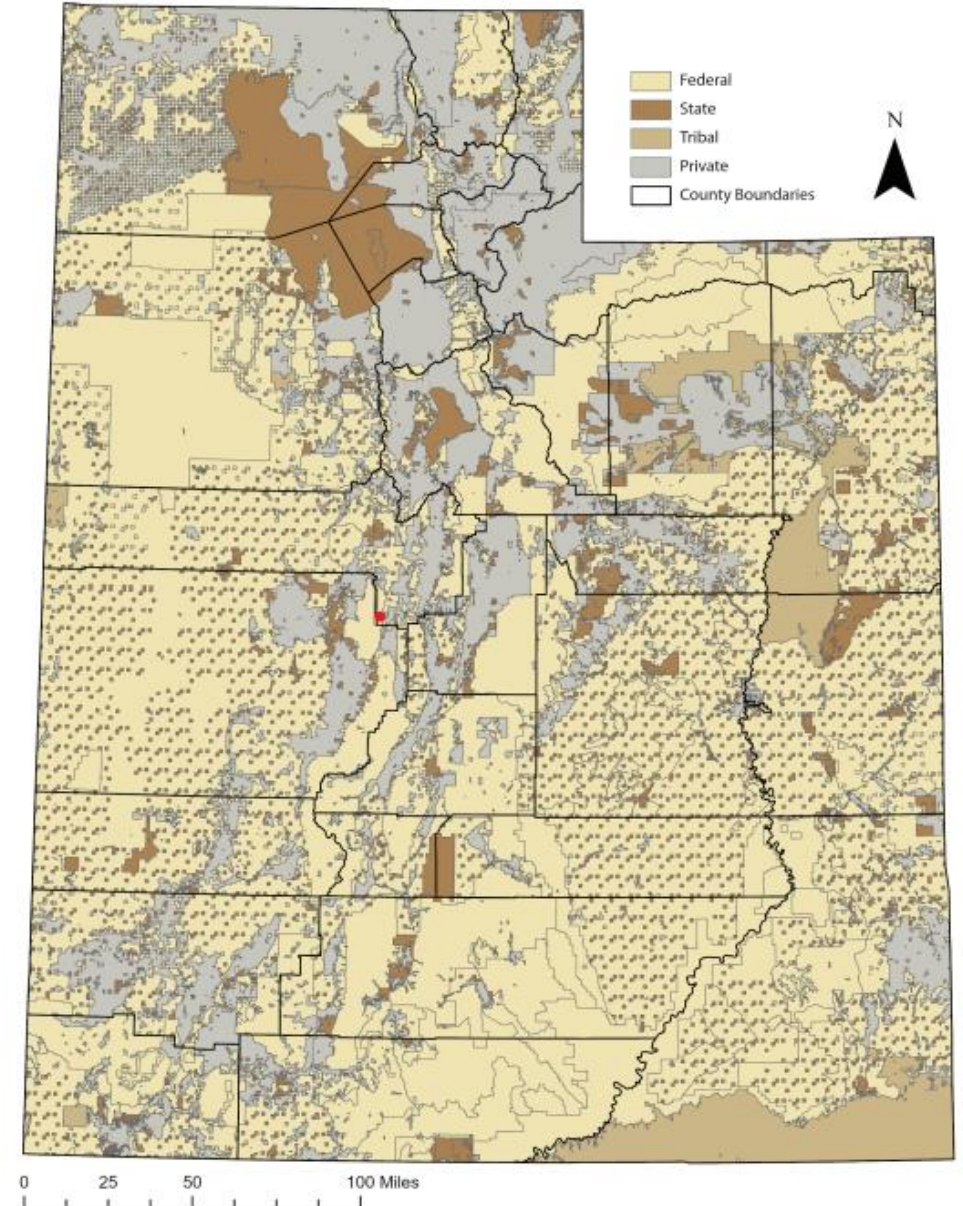 Federal
State
Tribal
Private
County Boundaries
N
0 25 50 100 Miles